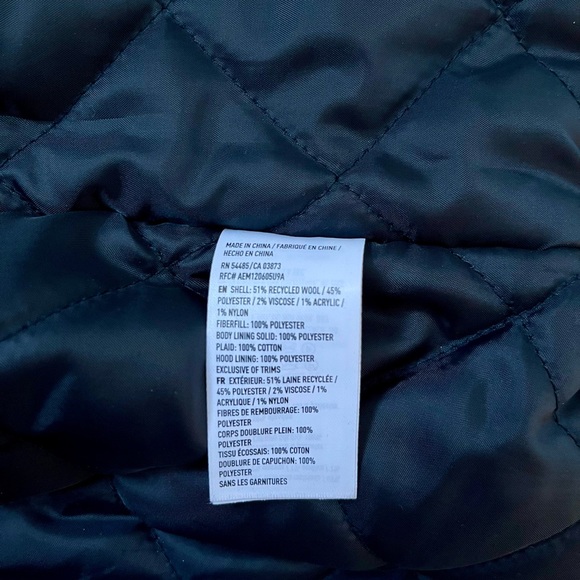 MADE IN CHINA / FABRIQUÉ EN CHINE /
HECHO EN CHINA
RN 54485/CA 03873
RFC# AEM120605U9A
EN SHELL: 51% RECYCLED WOOL / 45%
POLYESTER / 2% VISCOSE / 1% ACRYLIC /
1% NYLON
FIBERFILL: 100% POLYESTER
BODY LINING SOLID: 100% POLYESTER
PLAID: 100% COTTON
HOOD LINING: 100% POLYESTER
EXCLUSIVE OF TRIMS
FR EXTÉRIEUR: 51% LAINE RECYCLÉE /
45% POLYESTER / 2% VISCOSE / 1%
ACRYLIQUE / 1% NYLON
FIBRES DE REMBOURRAGE: 100%
POLYESTER
CORPS DOUBLURE PLEIN: 100%
POLYESTER
TISSU ÉCOSSAIS: 100% COTON
DOUBLURE DE CAPUCHON: 100%
POLYESTER
SANS LES GARNITURES